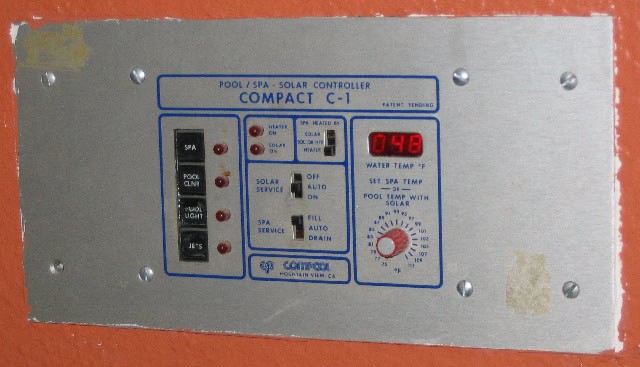 POOL / SPA - SOLAR CONTROLLER
COMPACT C-1
PATENT PENDING
SPA
POOL CLNR
POOL LIGHT
JETS
HEATER ON
SOLAR ON
SPA HEATED BY
SOLAR
HEATER
SOLAR SERVICE
OFF
AUTO
ON
SPA SERVICE
FILL
AUTO
DRAIN
cp COMPOOL
MOUNTAIN VIEW, CA
048
WATER TEMP °F
SET SPA TEMP
OR
POOL TEMP WITH
SOLAR
°F